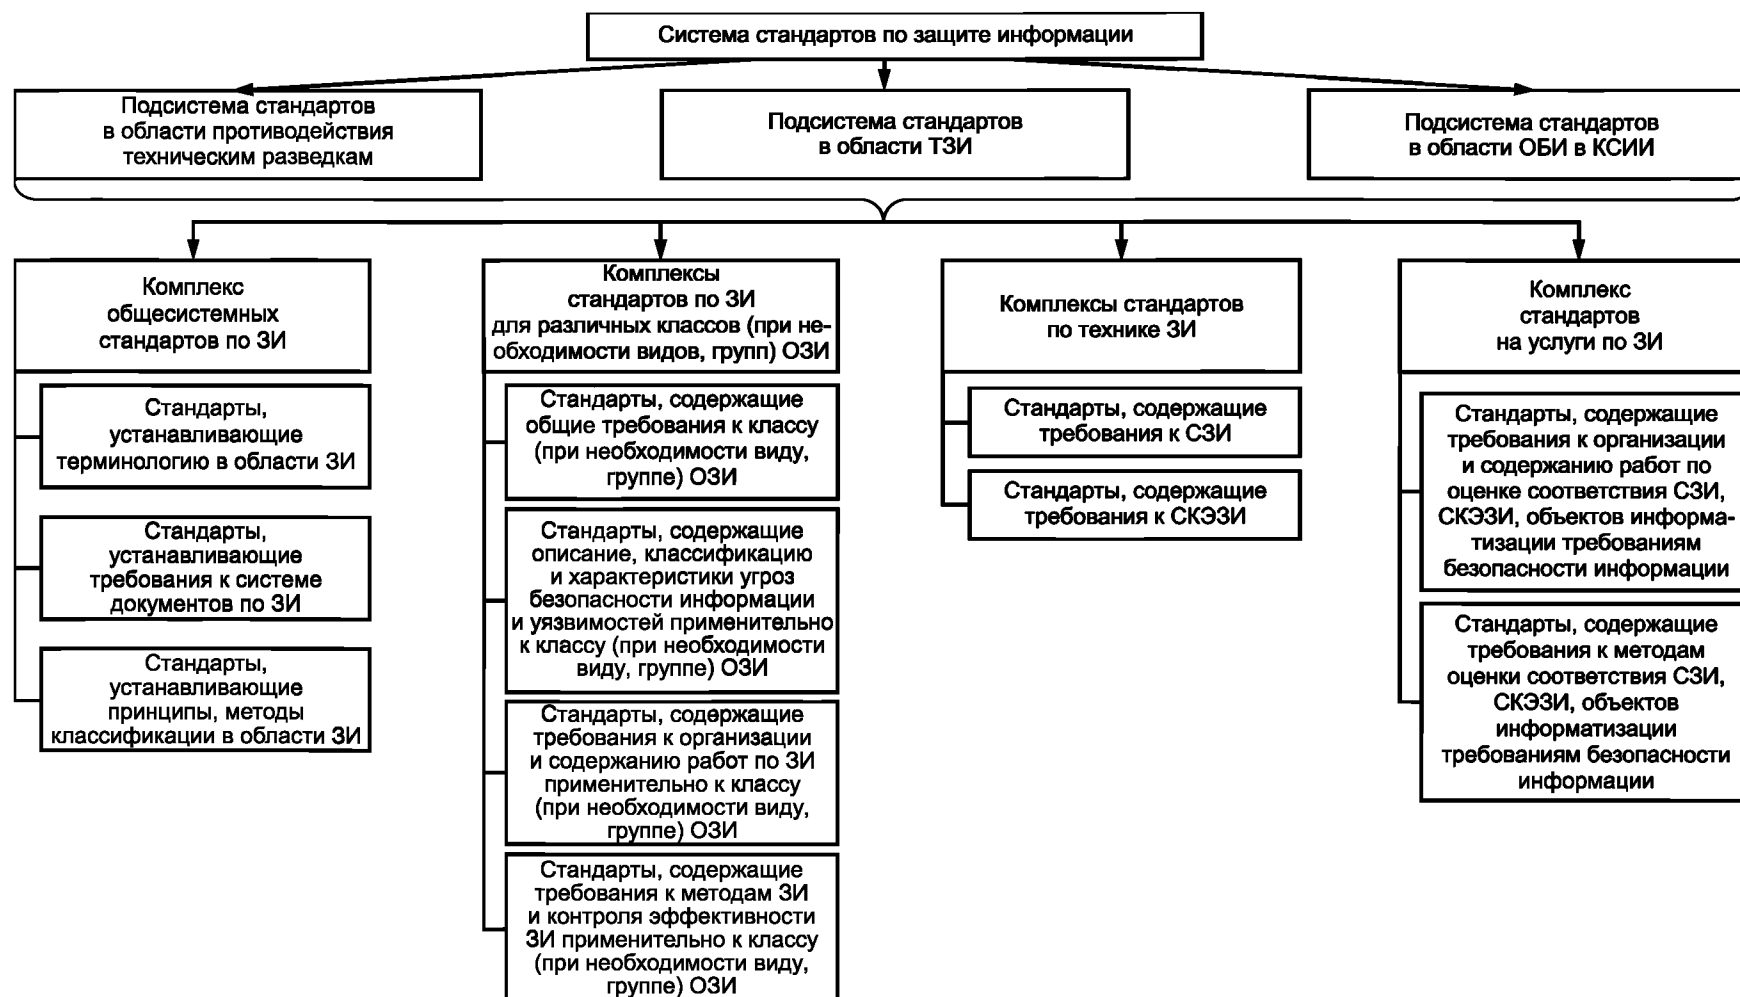 Система стандартов по защите информации
Подсистема стандартов
в области противодействия
техническим разведкам
Подсистема стандартов
в области ТЗИ
Подсистема стандартов
в области ОБИ в КСИИ
Комплекс
общесистемных
стандартов по ЗИ
Стандарты,
устанавливающие
терминологию в области ЗИ
Стандарты,
устанавливающие
требования к системе
документов по ЗИ
Стандарты,
устанавливающие
принципы, методы
классификации в области ЗИ
Комплексы
стандартов по ЗИ
для различных классов (при не-
обходимости видов, групп) ОЗИ
Стандарты, содержащие
общие требования к классу
(при необходимости виду,
группе) ОЗИ
Стандарты, содержащие
описание, классификацию
и характеристики угроз
безопасности информации
и уязвимостей применительно
к классу (при необходимости
виду, группе) ОЗИ
Стандарты, содержащие
требования к организации
и содержанию работ по ЗИ
применительно к классу
(при необходимости виду,
группе) ОЗИ
Стандарты, содержащие
требования к методам ЗИ
и контроля эффективности
ЗИ применительно к классу
(при необходимости виду,
группе) ОЗИ
Комплексы стандартов
по технике ЗИ
Стандарты, содержащие
требования к СЗИ
Стандарты, содержащие
требования к СКЭЗИ
Комплекс
стандартов
на услуги по ЗИ
Стандарты, содержащие
требования к организации
и содержанию работ по
оценке соответствия СЗИ,
СКЭЗИ, объектов информа-
тизации требованиям
безопасности информации
Стандарты, содержащие
требования к методам
оценки соответствия СЗИ,
СКЭЗИ, объектов
информатизации
требованиям безопасности
информации